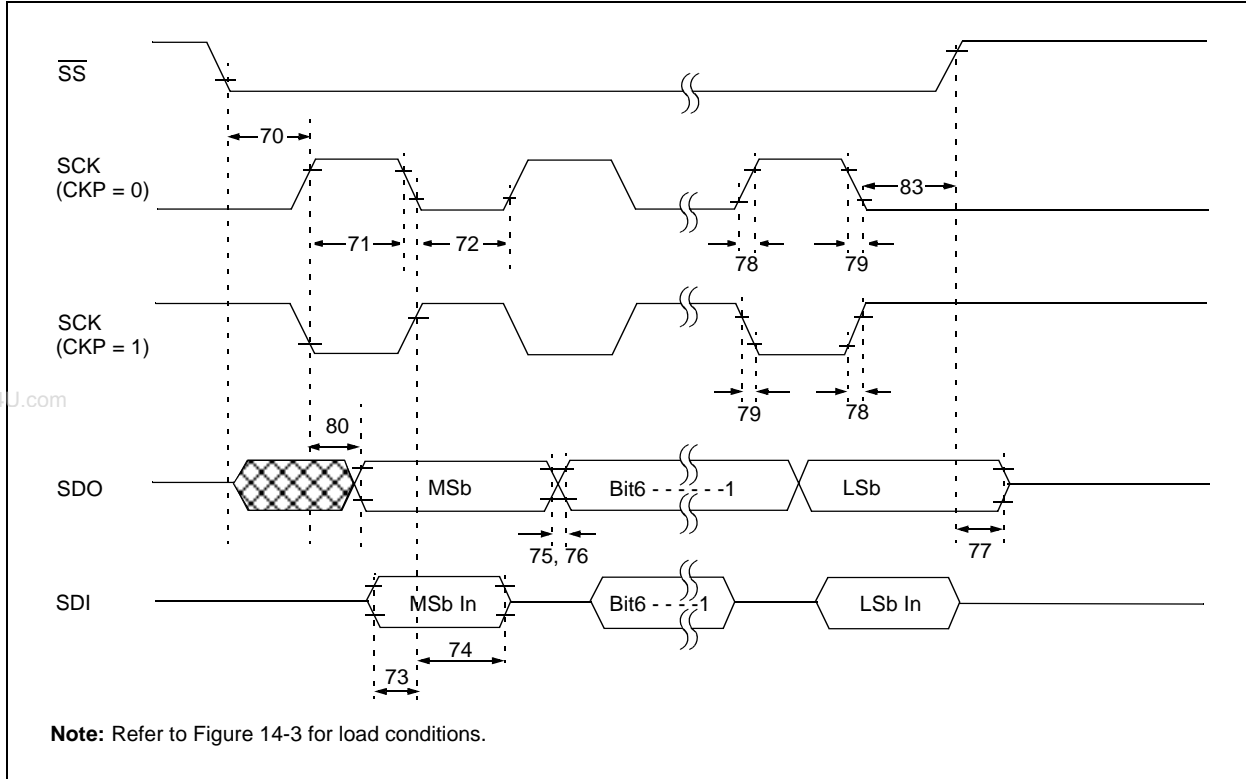 SS
70
SCK
(CKP = 0)
83
71
72
78
79
SCK
(CKP = 1)
79
78
U.com
80
SDO
MSb
Bit6 - - - - - -1
LSb
75, 76
77
SDI
MSb In
Bit6 - - - -1
LSb In
74
73
Note: Refer to Figure 14-3 for load conditions.